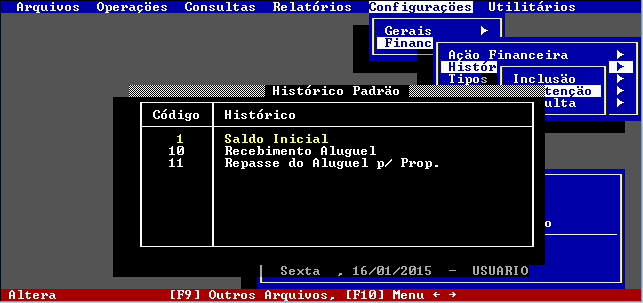 Arquivos Operações Consultas Relatórios Configurações Utilitários
Gerais
Financ
Ação Financeira
Histór
Tipos
Inclusão
tenção
ulta
Histórico Padrão
Código Histórico
1 Saldo Inicial
10 Recebimento Aluguel
11 Repasse do Aluguel p/ Prop.
o
Sexta , 16/01/2015 - USUARIO
Altera [F9] Outros Arquivos, [F10] Menu ← →